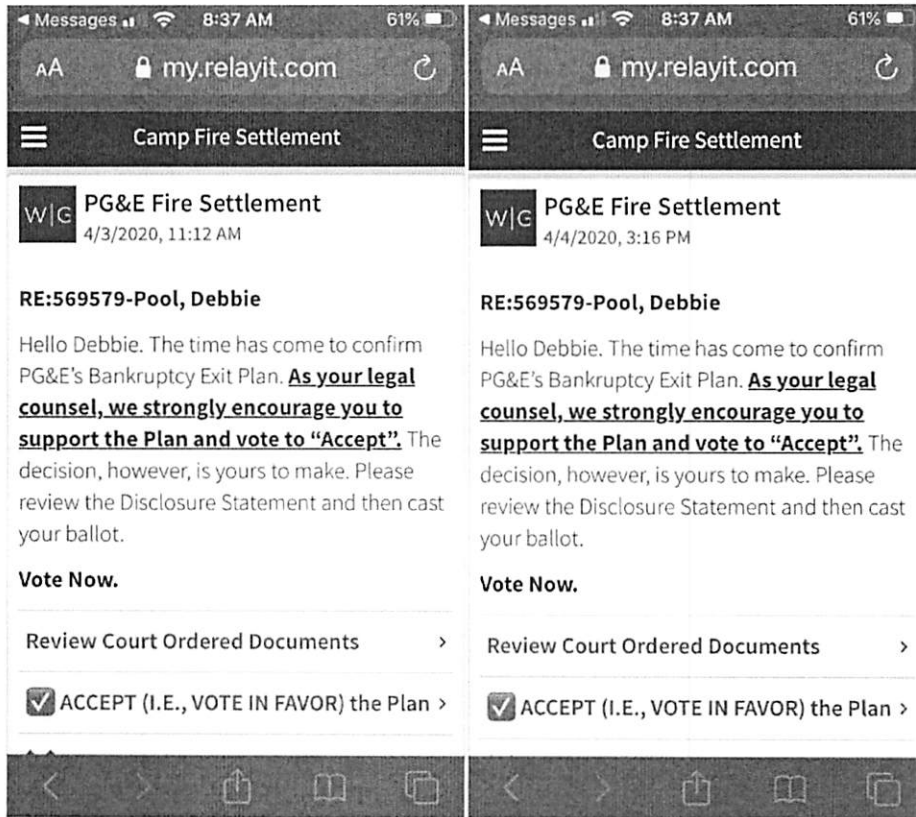 Messages 8:37 AM 61%
AA my.relayit.com
Camp Fire Settlement
W|G PG&E Fire Settlement
4/3/2020, 11:12 AM
RE:569579-Pool, Debbie
Hello Debbie. The time has come to confirm
PG&E's Bankruptcy Exit Plan. As your legal
counsel, we strongly encourage you to
support the Plan and vote to “Accept”. The
decision, however, is yours to make. Please
review the Disclosure Statement and then cast
your ballot.
Vote Now.
Review Court Ordered Documents >
ACCEPT (I.E., VOTE IN FAVOR) the Plan >
Messages 8:37 AM 61%
AA my.relayit.com
Camp Fire Settlement
W|G PG&E Fire Settlement
4/4/2020, 3:16 PM
RE:569579-Pool, Debbie
Hello Debbie. The time has come to confirm
PG&E's Bankruptcy Exit Plan. As your legal
counsel, we strongly encourage you to
support the Plan and vote to “Accept”. The
decision, however, is yours to make. Please
review the Disclosure Statement and then cast
your ballot.
Vote Now.
Review Court Ordered Documents >
ACCEPT (I.E., VOTE IN FAVOR) the Plan >